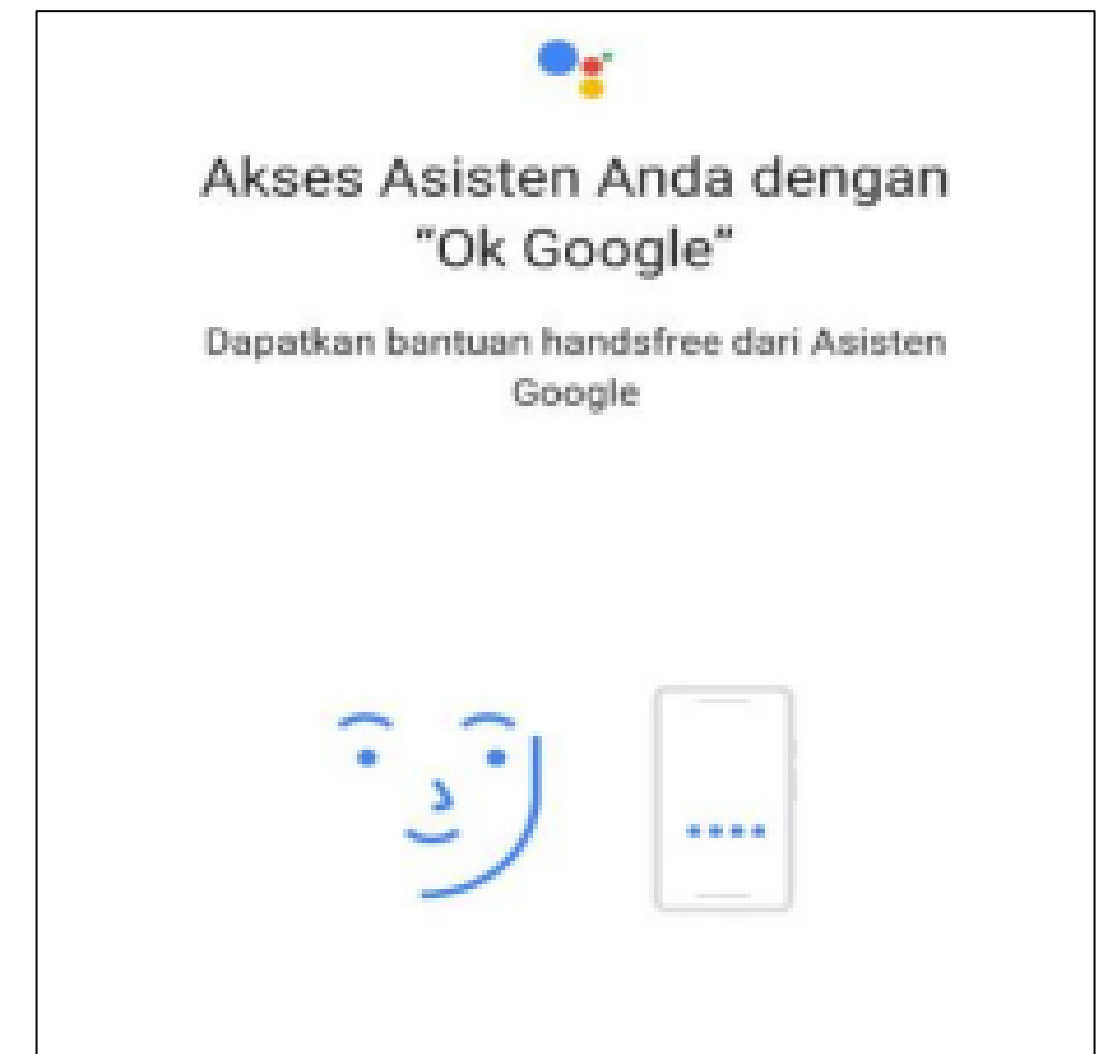 Akses Asisten Anda dengan
“Ok Google”
Dapatkan bantuan handsfree dari Asisten
Google